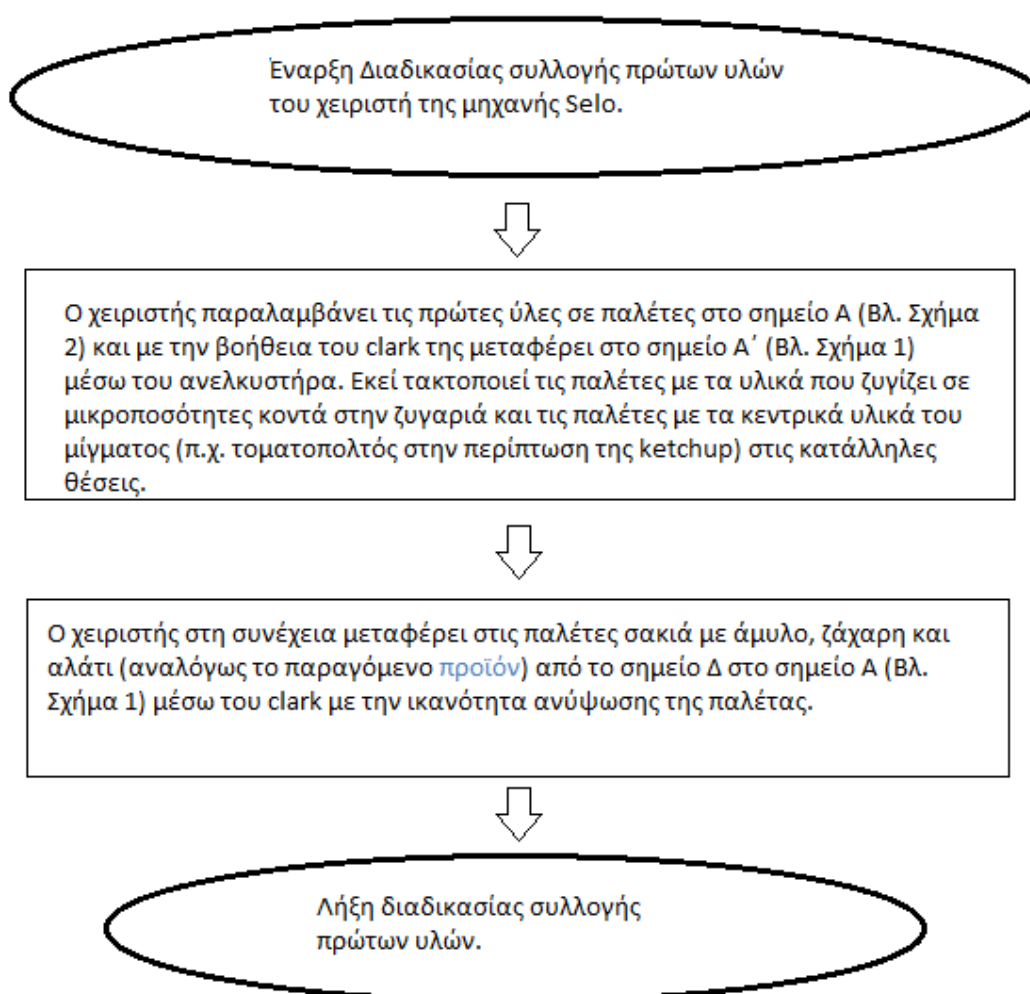 Έναρξη Διαδικασίας συλλογής πρώτων υλών
του χειριστή της μηχανής Selo.
Ο χειριστής παραλαμβάνει τις πρώτες ύλες σε παλέτες στο σημείο Α (Βλ. Σχήμα
2) και με την βοήθεια του clark της μεταφέρει στο σημείο Α΄ (Βλ. Σχήμα 1)
μέσω του ανελκυστήρα. Εκεί τακτοποιεί τις παλέτες με τα υλικά που ζυγίζει σε
μικροποσότητες κοντά στην ζυγαριά και τις παλέτες με τα κεντρικά υλικά του
μίγματος (π.χ. τοματοπολτός στην περίπτωση της ketchup) στις κατάλληλες
θέσεις.
Ο χειριστής στη συνέχεια μεταφέρει στις παλέτες σακιά με άμυλο, ζάχαρη και
αλάτι (αναλόγως το παραγόμενο προϊόν) από το σημείο Δ στο σημείο Α (Βλ.
Σχήμα 1) μέσω του clark με την ικανότητα ανύψωσης της παλέτας.
Λήξη διαδικασίας συλλογής
πρώτων υλών.